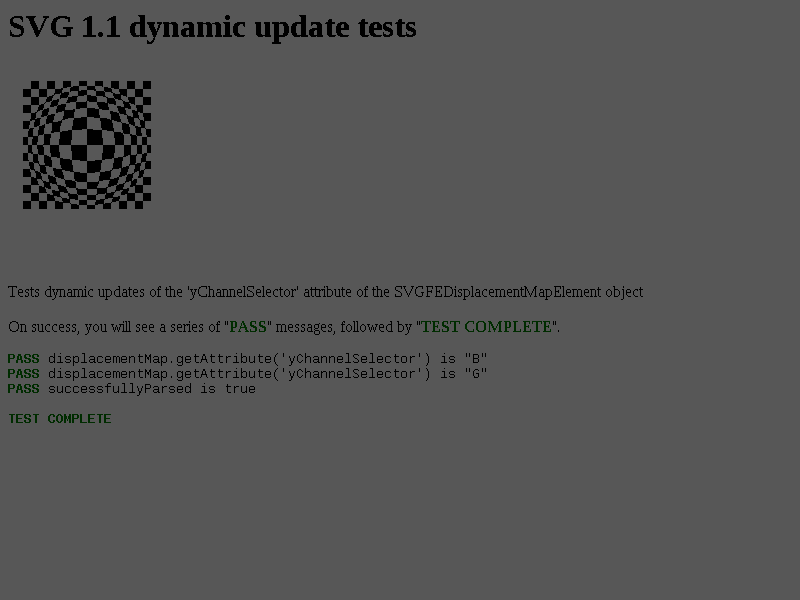 SVG 1.1 dynamic update tests
Tests dynamic updates of the 'yChannelSelector' attribute of the SVGFEDisplacementMapElement object
On success, you will see a series of "PASS" messages, followed by "TEST COMPLETE".
PASS displacementMap.getAttribute('yChannelSelector') is "B"
PASS displacementMap.getAttribute('yChannelSelector') is "G"
PASS successfullyParsed is true
TEST COMPLETE